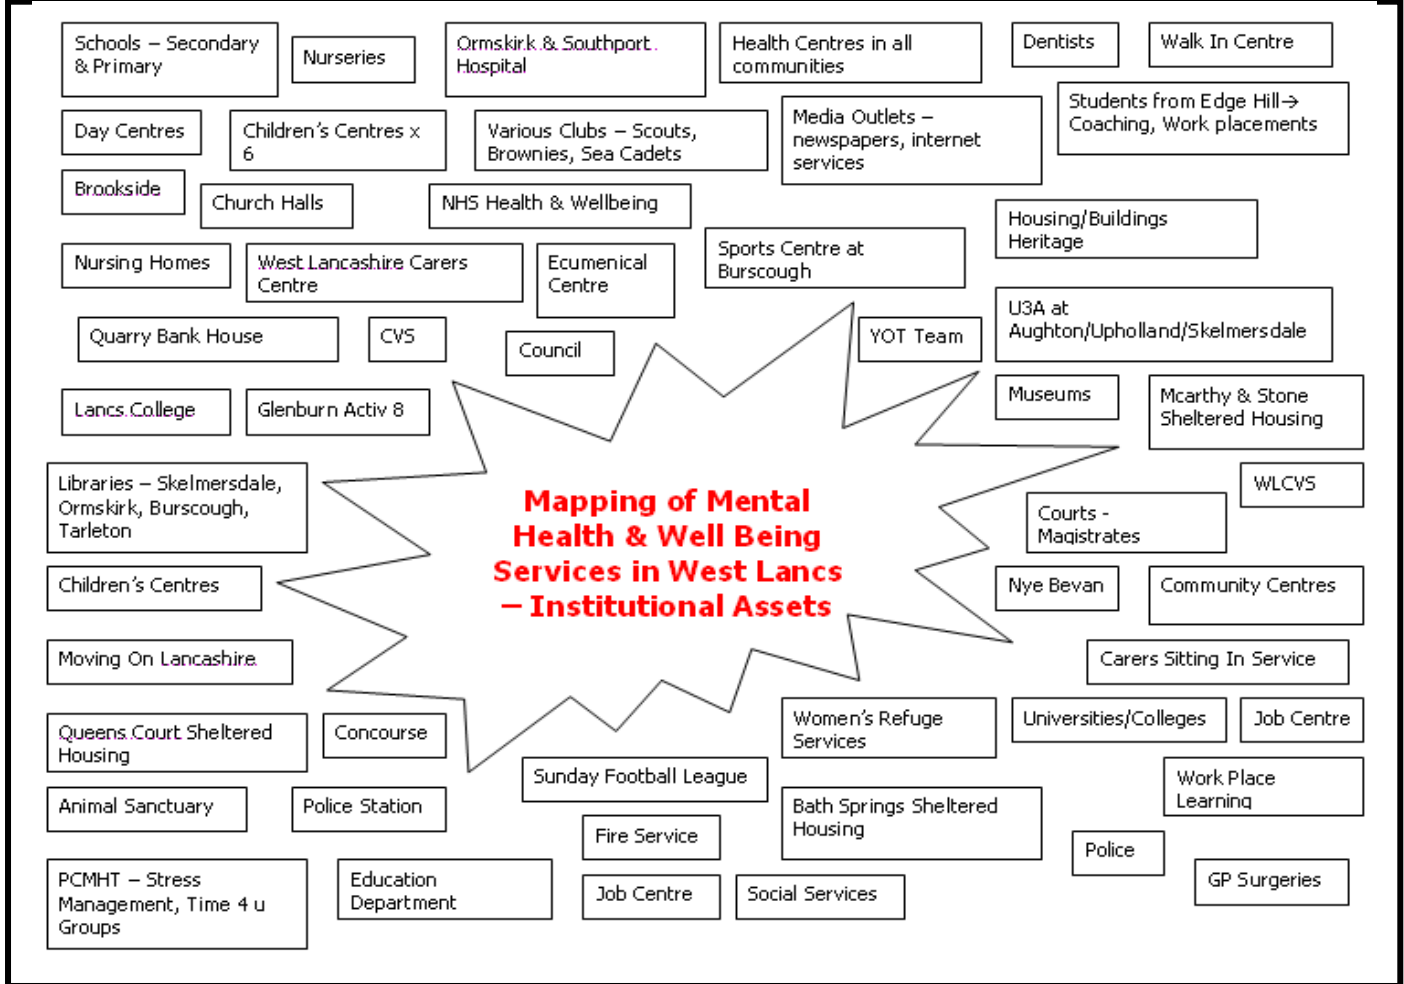 Schools – Secondary
& Primary
Nurseries
Ormskirk & Southport
Hospital
Health Centres in all
communities
Dentists
Walk In Centre
Day Centres
Children's Centres x
6
Various Clubs – Scouts,
Brownies, Sea Cadets
Media Outlets –
newspapers, internet
services
Students from Edge Hill→
Coaching, Work placements
Brookside
Church Halls
NHS Health & Wellbeing
Housing/Buildings
Heritage
Nursing Homes
West Lancashire Carers
Centre
Ecumenical
Centre
Sports Centre at
Burscough
U3A at
Aughton/Upholland/Skelmersdale
Quarry Bank House
CVS
Council
YOT Team
Lancs College
Glenburn Activ 8
Museums
Mcarthy & Stone
Sheltered Housing
Libraries – Skelmersdale,
Ormskirk, Burscough,
Tarleton
Mapping of Mental
Health & Well Being
Services in West Lancs
– Institutional Assets
WLCVS
Courts -
Magistrates
Children's Centres
Nye Bevan
Community Centres
Moving On Lancashire
Carers Sitting In Service
Queens Court Sheltered
Housing
Concourse
Women's Refuge
Services
Universities/Colleges
Job Centre
Sunday Football League
Work Place
Learning
Animal Sanctuary
Police Station
Bath Springs Sheltered
Housing
Fire Service
Police
PCMHT – Stress
Management, Time 4 u
Groups
Education
Department
Job Centre
Social Services
GP Surgeries